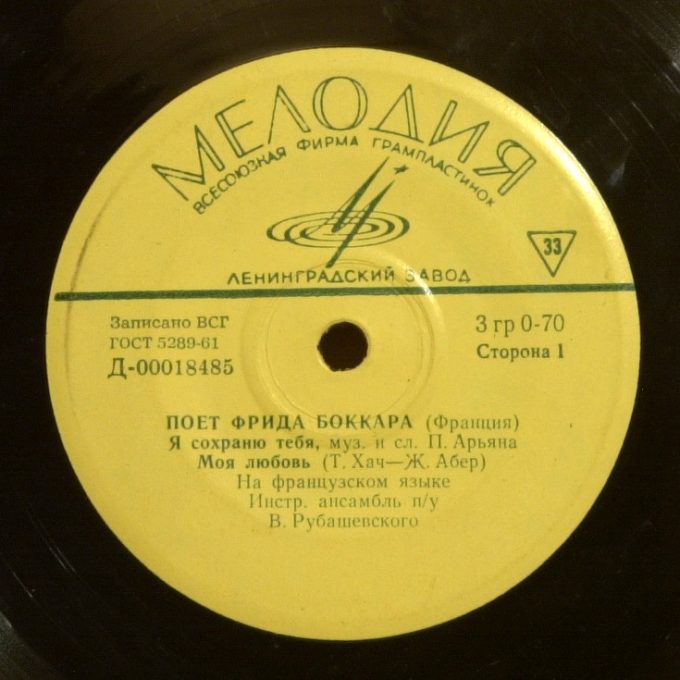 МЕЛОДИЯ
ВСЕСОЮЗНАЯ ФИРМА ГРАМПЛАСТИНОК
33
ЛЕНИНГРАДСКИЙ ЗАВОД
Записано ВСГ
ГОСТ 5289-61
Д-00018485
3 гр 0-70
Сторона 1
ПОЕТ ФРИДА БОККАРА (Франция)
Я сохраню тебя, муз. и сл. П. Арьяна
Моя любовь (Т. Хач—Ж. Абер)
На французском языке
Инстр. ансамбль п/у
В. Рубашевского